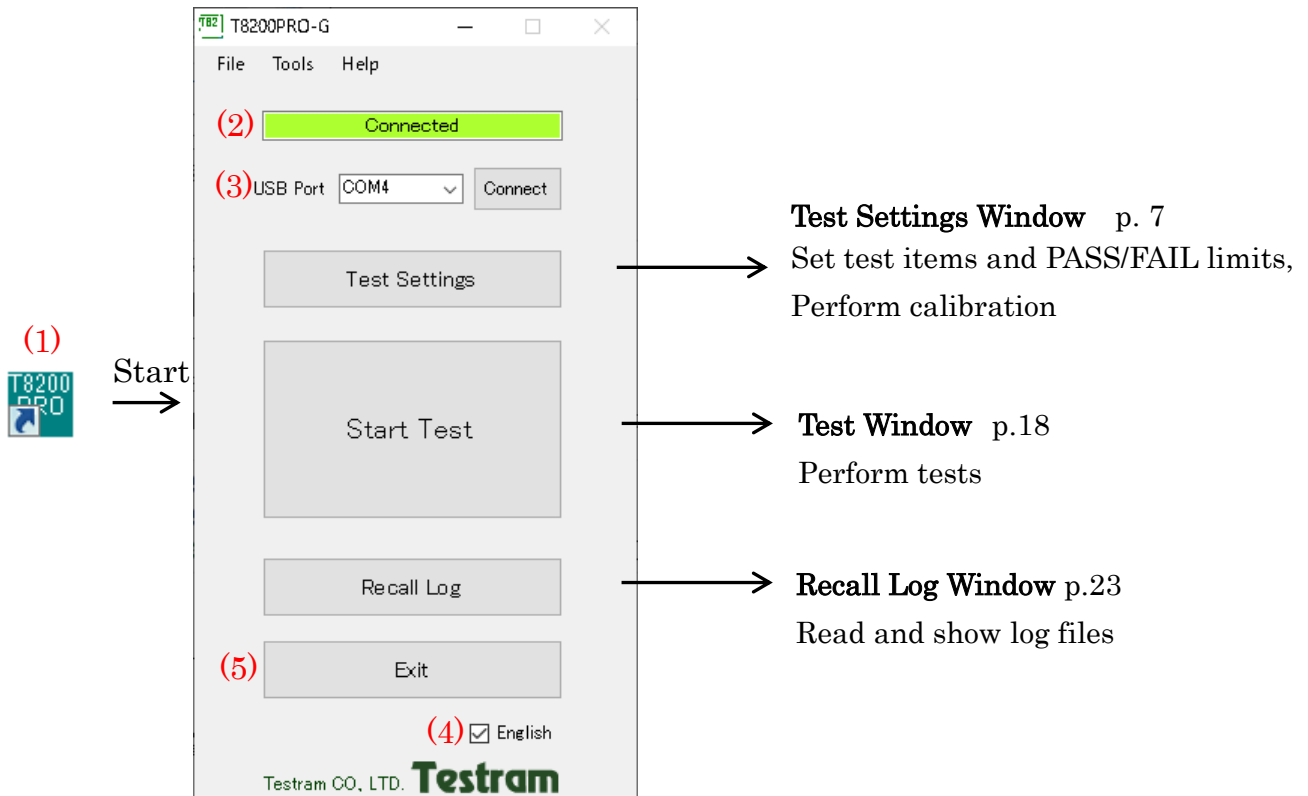 T82 T8200PRO-G
File Tools Help
(2) Connected
(3) USB Port COM4 Connect
Test Settings
Test Settings Window p. 7
Set test items and PASS/FAIL limits,
Perform calibration
(1)
T8200
PRO
Start
Start Test
Test Window p.18
Perform tests
Recall Log
Recall Log Window p.23
Read and show log files
(5) Exit
(4) English
Testram CO, LTD. Testram